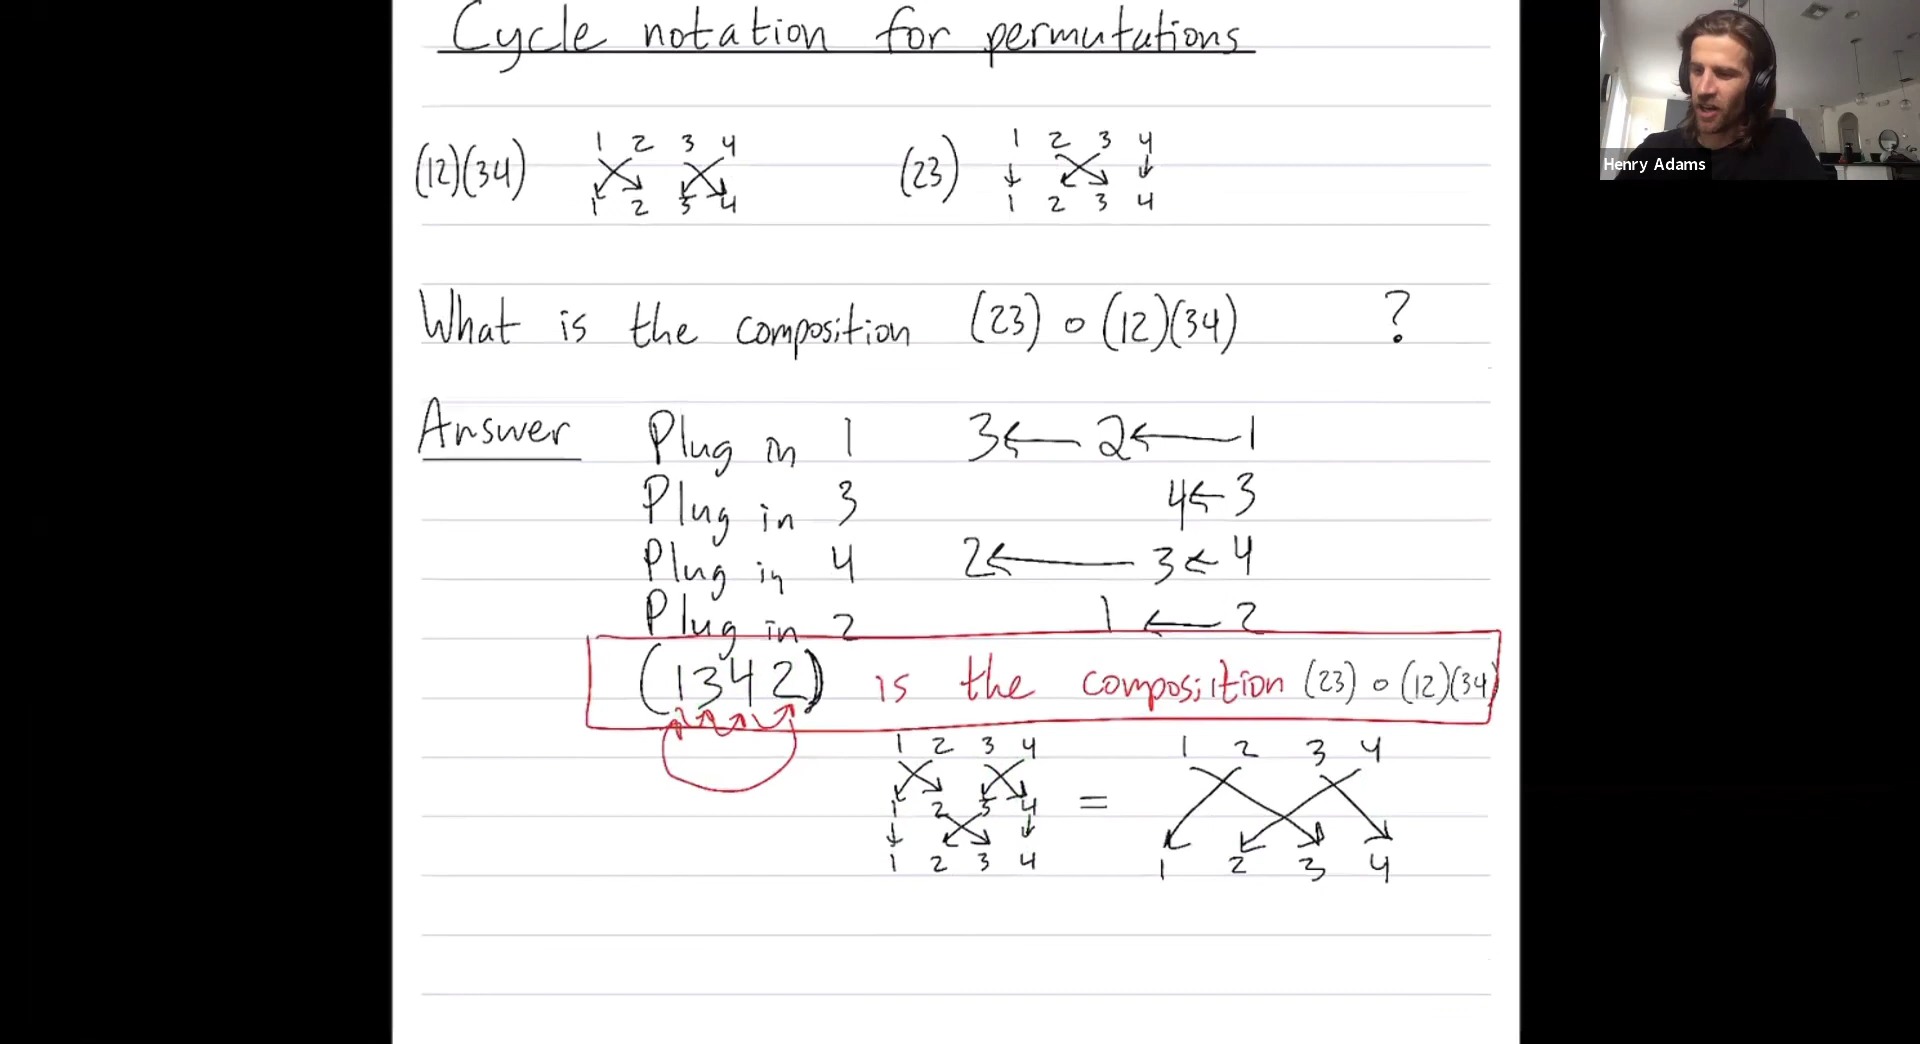 Cycle notation for permutations
Henry Adams
(12)(34) 1 2 3 4 (23) 1 2 3 4
1 2 3 4 1 2 3 4
What is the composition (23) o (12)(34) ?
Answer Plug in 1 3 ← 2 ← 1
Plug in 3 4 ← 3
Plug in 4 2 ← 3 ← 4
Plug in 2 1 ← 2
(1342) is the composition (23) o (12)(34)
1 2 3 4 1 2 3 4
1 2 3 4 =
1 2 3 4 1 2 3 4